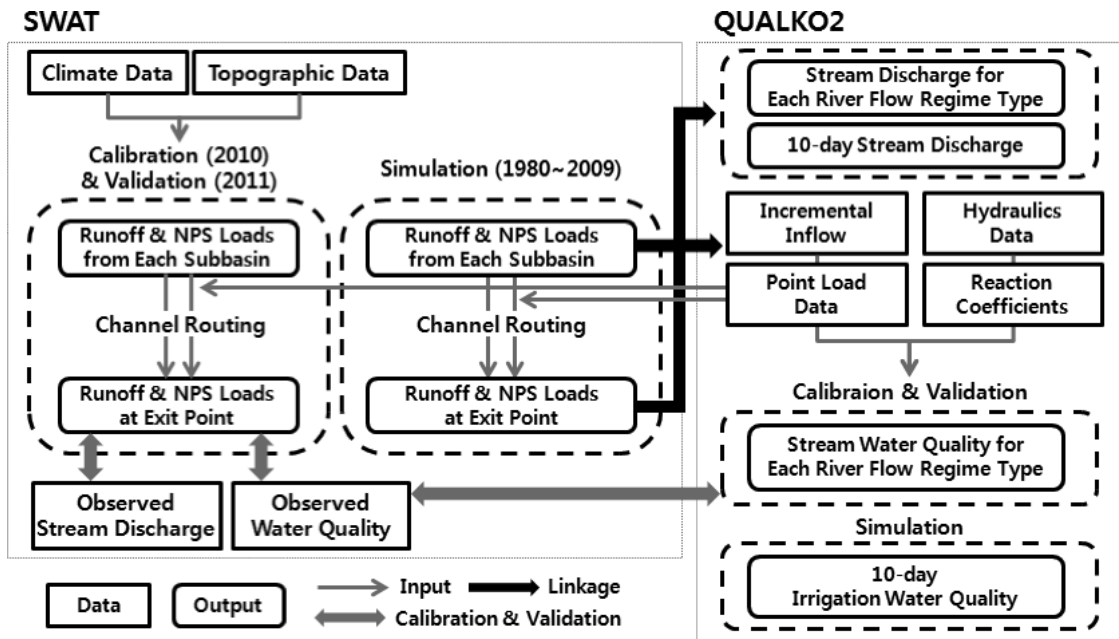 SWAT
Climate Data
Topographic Data
Calibration (2010)
& Validation (2011)
Runoff & NPS Loads
from Each Subbasin
Channel Routing
Runoff & NPS Loads
at Exit Point
Observed
Stream Discharge
Observed
Water Quality
Simulation (1980~2009)
Runoff & NPS Loads
from Each Subbasin
Channel Routing
Runoff & NPS Loads
at Exit Point
QUALKO2
Stream Discharge for
Each River Flow Regime Type
10-day Stream Discharge
Incremental
Inflow
Hydraulics
Data
Point Load
Data
Reaction
Coefficients
Calibraion & Validation
Stream Water Quality for
Each River Flow Regime Type
Simulation
10-day
Irrigation Water Quality
Data
Output
Input
Linkage
Calibration & Validation